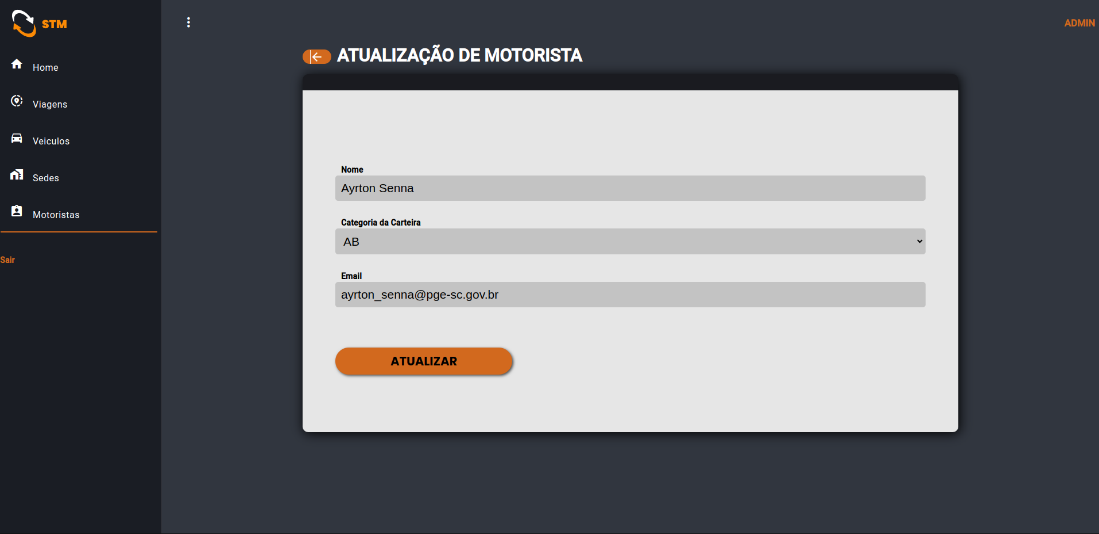 STM
Home
Viagens
Veiculos
Sedes
Motoristas
Sair
ADMIN
ATUALIZAÇÃO DE MOTORISTA
Nome
Ayrton Senna
Categoria da Carteira
AB
Email
ayrton_senna@pge-sc.gov.br
ATUALIZAR